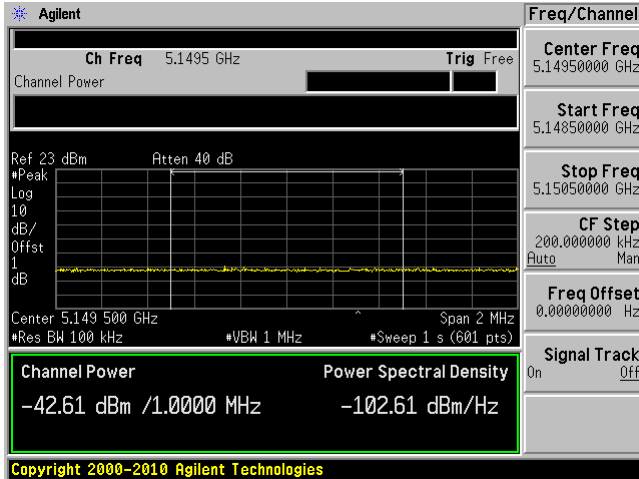 Agilent
Freq/Channel
Ch Freq 5.1495 GHz Trig Free
Channel Power
Center Freq
5.14950000 GHz
Start Freq
5.14850000 GHz
Stop Freq
5.15050000 GHz
CF Step
200.000000 kHz
Auto Man
Freq Offset
0.00000000 Hz
Signal Track
On Off
Ref 23 dBm Atten 40 dB
#Peak
Log
10
dB/
Offst
1
dB
Center 5.149 500 GHz Span 2 MHz
#Res BW 100 kHz #VBW 1 MHz #Sweep 1 s (601 pts)
Channel Power Power Spectral Density
-42.61 dBm /1.0000 MHz -102.61 dBm/Hz
Copyright 2000-2010 Agilent Technologies